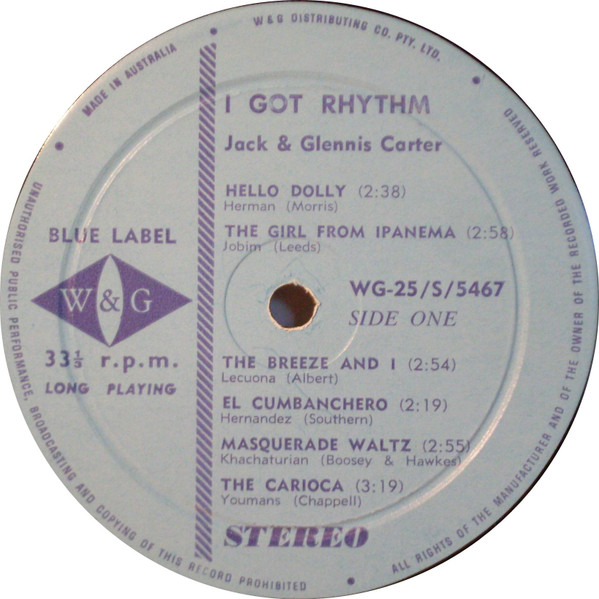 W&G DISTRIBUTING CO. PTY. LTD.
MADE IN AUSTRALIA
I GOT RHYTHM
Jack & Glennis Carter
HELLO DOLLY (2:38)
Herman (Morris)
THE GIRL FROM IPANEMA (2:58)
Jobim (Leeds)
BLUE LABEL
W&G
33⅓ r.p.m.
LONG PLAYING
WG-25/S/5467
SIDE ONE
THE BREEZE AND I (2:54)
Lecuona (Albert)
EL CUMBANCHERO (2:19)
Hernandez (Southern)
MASQUERADE WALTZ (2:55)
Khachaturian (Boosey & Hawkes)
THE CARIOCA (3:19)
Youmans (Chappell)
STEREO
UNAUTHORISED PUBLIC PERFORMANCE, BROADCASTING AND COPYING OF THIS RECORD PROHIBITED
ALL RIGHTS OF THE MANUFACTURER AND OF THE OWNER OF THE RECORDED WORK RESERVED